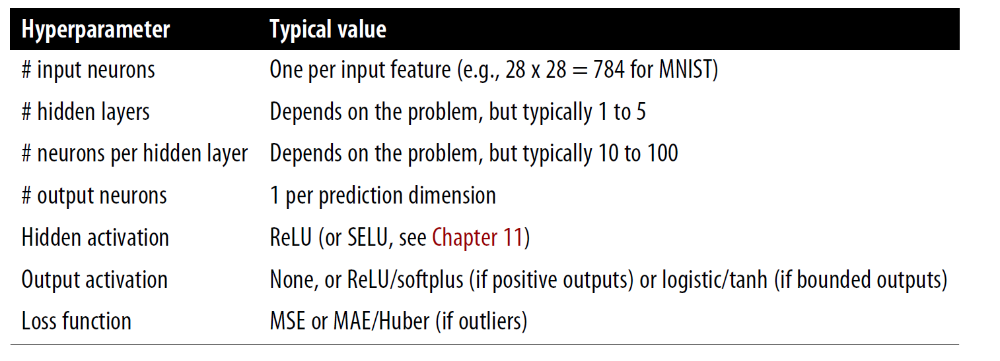 Hyperparameter Typical value
# input neurons One per input feature (e.g., 28 x 28 = 784 for MNIST)
# hidden layers Depends on the problem, but typically 1 to 5
# neurons per hidden layer Depends on the problem, but typically 10 to 100
# output neurons 1 per prediction dimension
Hidden activation ReLU (or SELU, see Chapter 11)
Output activation None, or ReLU/softplus (if positive outputs) or logistic/tanh (if bounded outputs)
Loss function MSE or MAE/Huber (if outliers)